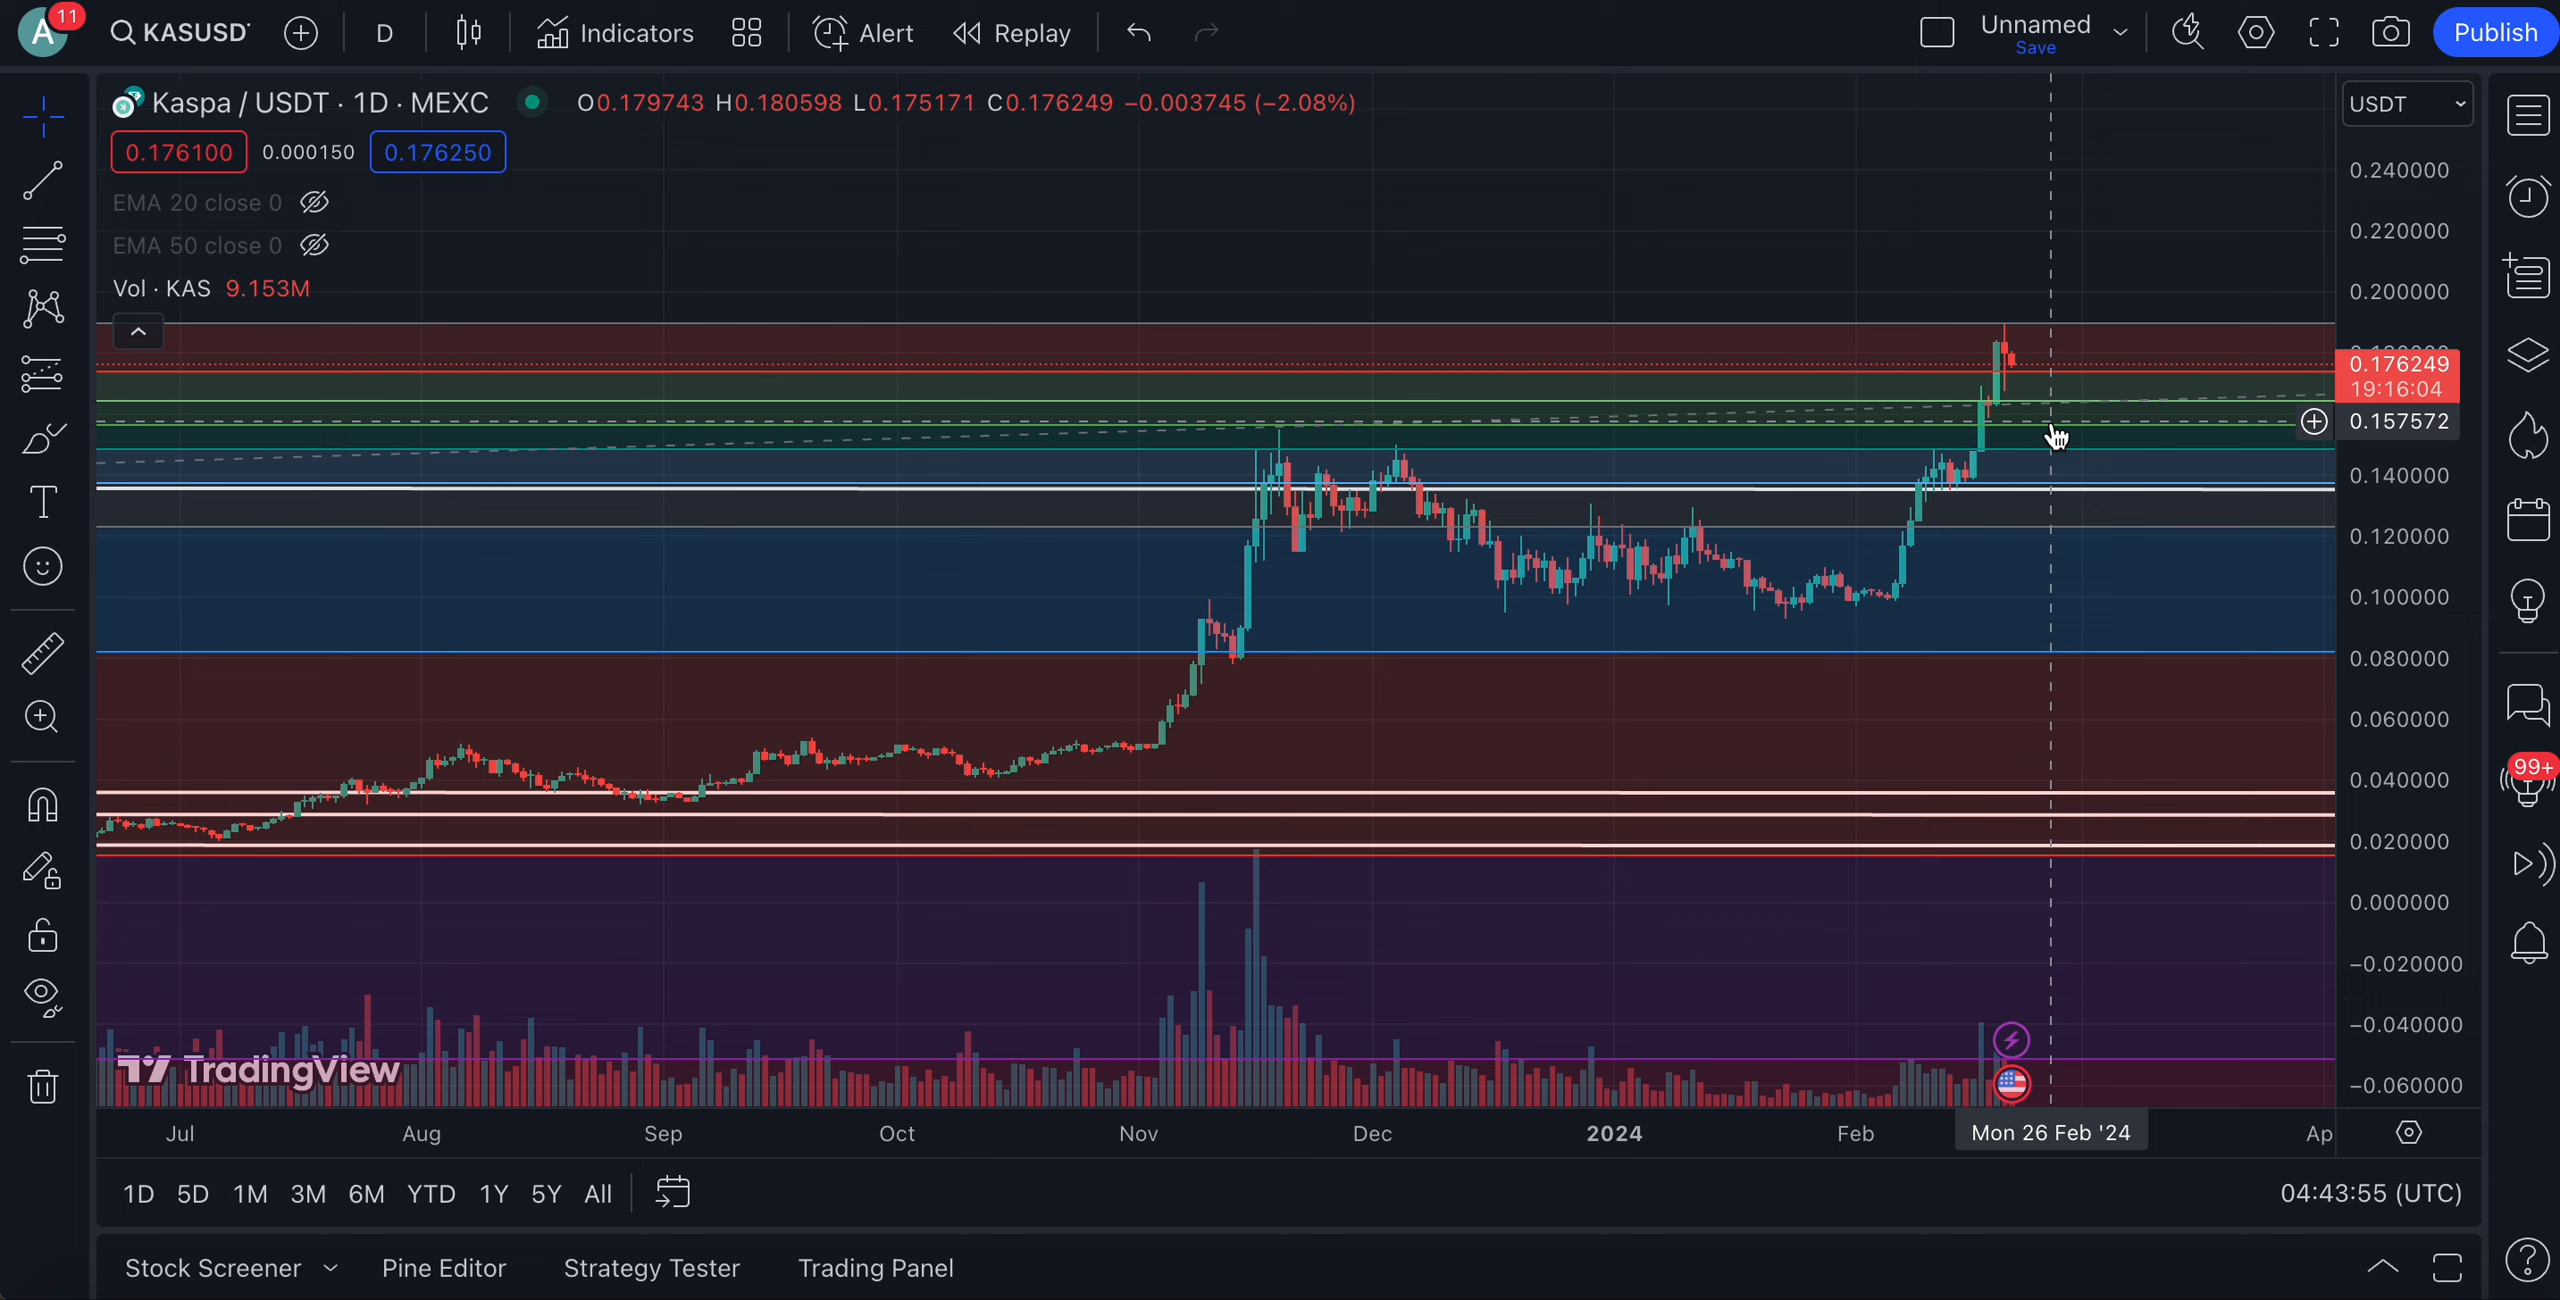 A
11
KASUSD
D
Indicators
Alert
Replay
Unnamed
Save
Publish
Kaspa / USDT · 1D · MEXC
O0.179743 H0.180598 L0.175171 C0.176249 −0.003745 (−2.08%)
USDT
0.176100
0.000150
0.176250
EMA 20 close 0
EMA 50 close 0
Vol · KAS 9.153M
0.240000
0.220000
0.200000
0.176249
19:16:04
0.157572
0.140000
0.120000
0.100000
0.080000
0.060000
0.040000
0.020000
0.000000
−0.020000
−0.040000
−0.060000
99+
TradingView
Jul
Aug
Sep
Oct
Nov
Dec
2024
Feb
Mon 26 Feb '24
Ap
1D
5D
1M
3M
6M
YTD
1Y
5Y
All
04:43:55 (UTC)
Stock Screener
Pine Editor
Strategy Tester
Trading Panel